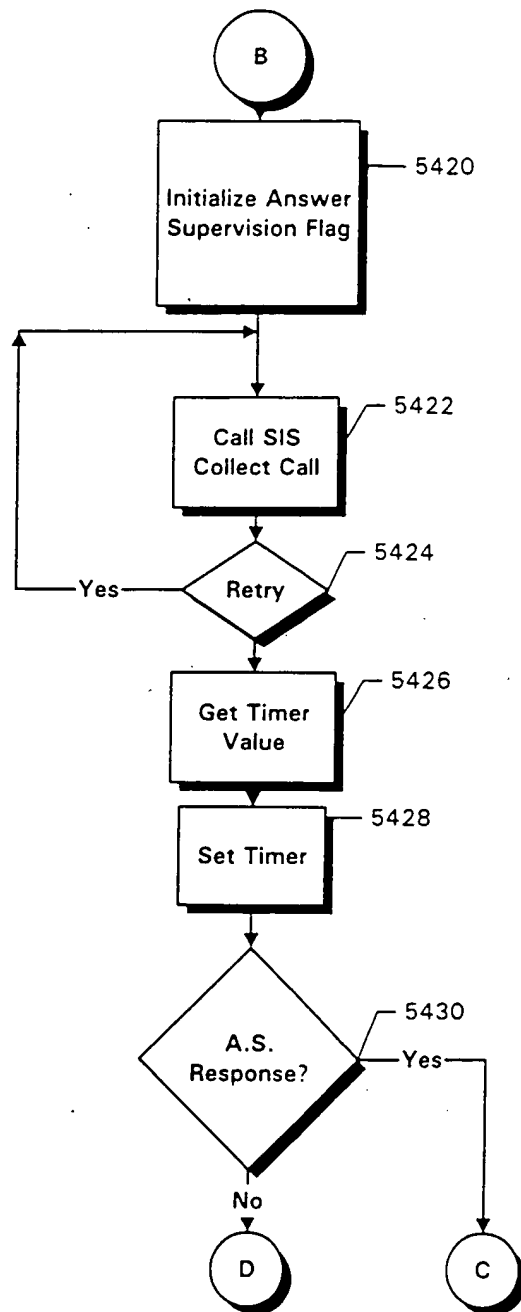 B
Initialize Answer
Supervision Flag
5420
Call SIS
Collect Call
5422
Retry
5424
Yes
Get Timer
Value
5426
Set Timer
5428
A.S.
Response?
5430
Yes
No
D
C